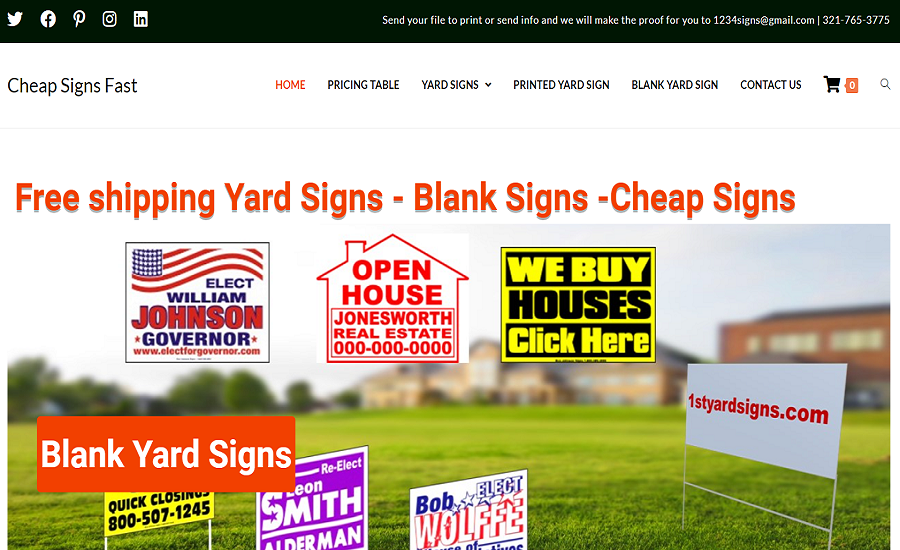 Send your file to print or send info and we will make the proof for you to 1234signs@gmail.com | 321-765-3775
Cheap Signs Fast
HOME
PRICING TABLE
YARD SIGNS
PRINTED YARD SIGN
BLANK YARD SIGN
CONTACT US
0
Free shipping Yard Signs - Blank Signs -Cheap Signs
ELECT
WILLIAM
JOHNSON
GOVERNOR
www.electforgovernor.com
OPEN
HOUSE
JONESWORTH
REAL ESTATE
000-000-0000
WE BUY
HOUSES
Click Here
1styardsigns.com
Blank Yard Signs
QUICK CLOSINGS
800-507-1245
Re-Elect
Leon
SMITH
ALDERMAN
Bob
ELECT
WOLFFE